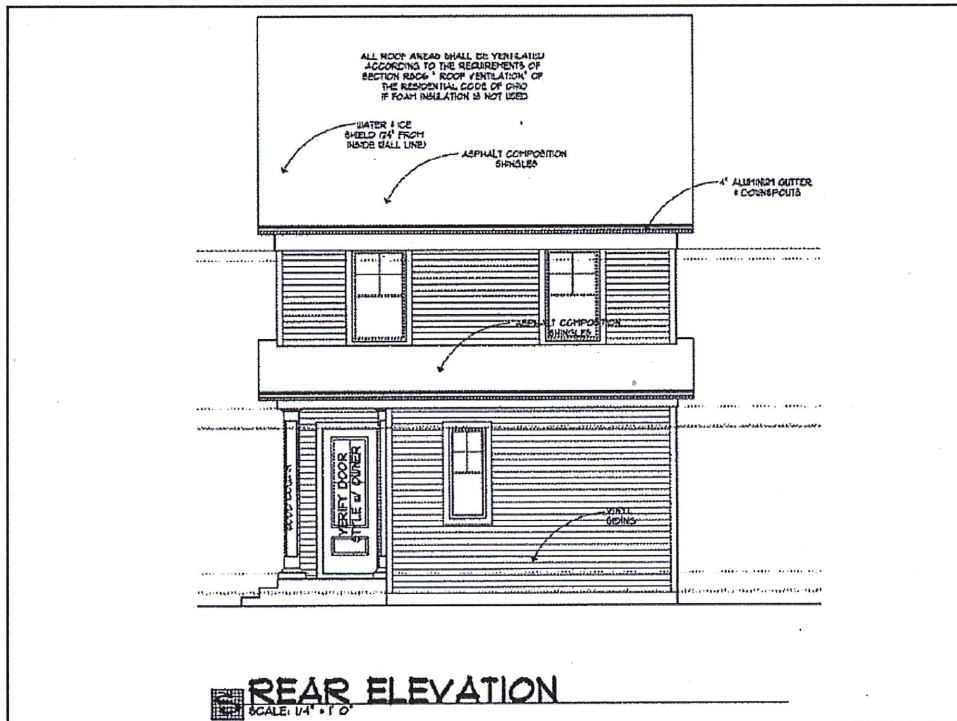 ALL ROOF AREAS SHALL BE VENTILATED
ACCORDING TO THE REQUIREMENTS OF
SECTION R806 "ROOF VENTILATION" OF
THE RESIDENTIAL CODE OF OHIO
IF FOAM INSULATION IS NOT USED
WATER & ICE
SHIELD (24" FROM
INSIDE WALL LINE)
ASPHALT COMPOSITION
SHINGLES
4" ALUMINUM GUTTER
& DOWNSPOUTS
ASPHALT COMPOSITION
SHINGLES
VERIFY DOOR
STYLE w/ OWNER
VINYL
SIDING
REAR ELEVATION
SCALE: 1/4" = 1'0"